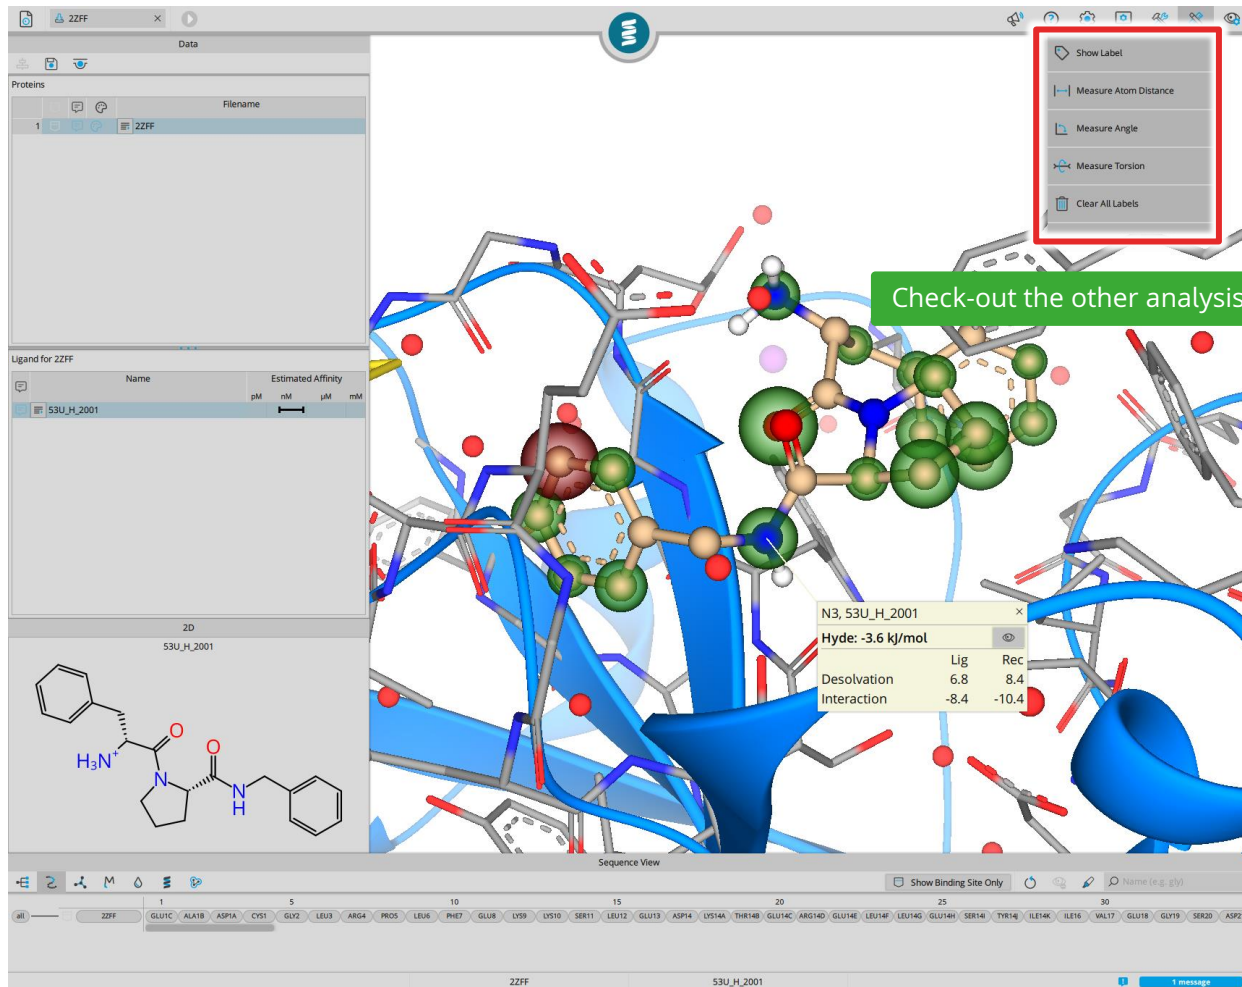 2ZFF
Data
Proteins
Filename
1 2ZFF
Ligand for 2ZFF
Name Estimated Affinity
pM nM µM mM
53U_H_2001
2D
53U_H_2001
O
O
H₃N⁺
N
N
H
Show Label
Measure Atom Distance
Measure Angle
Measure Torsion
Clear All Labels
Check-out the other analysis
N3, 53U_H_2001 ×
Hyde: -3.6 kJ/mol
Lig Rec
Desolvation 6.8 8.4
Interaction -8.4 -10.4
Sequence View
Show Binding Site Only
Name (e.g. gly)
1 5 10 15 20 25 30
all 2ZFF GLU1C ALA1B ASP1A CYS1 GLY2 LEU3 ARG4 PRO5 LEU6 PHE7 GLU8 LYS9 LYS10 SER11 LEU12 GLU13 ASP14 LYS14A THR14B GLU14C ARG14D GLU14E LEU14F LEU14G GLU14H SER14I TYR14J ILE14K ILE16 VAL17 GLU18 GLY19 SER20 ASP2
2ZFF 53U_H_2001 1 message